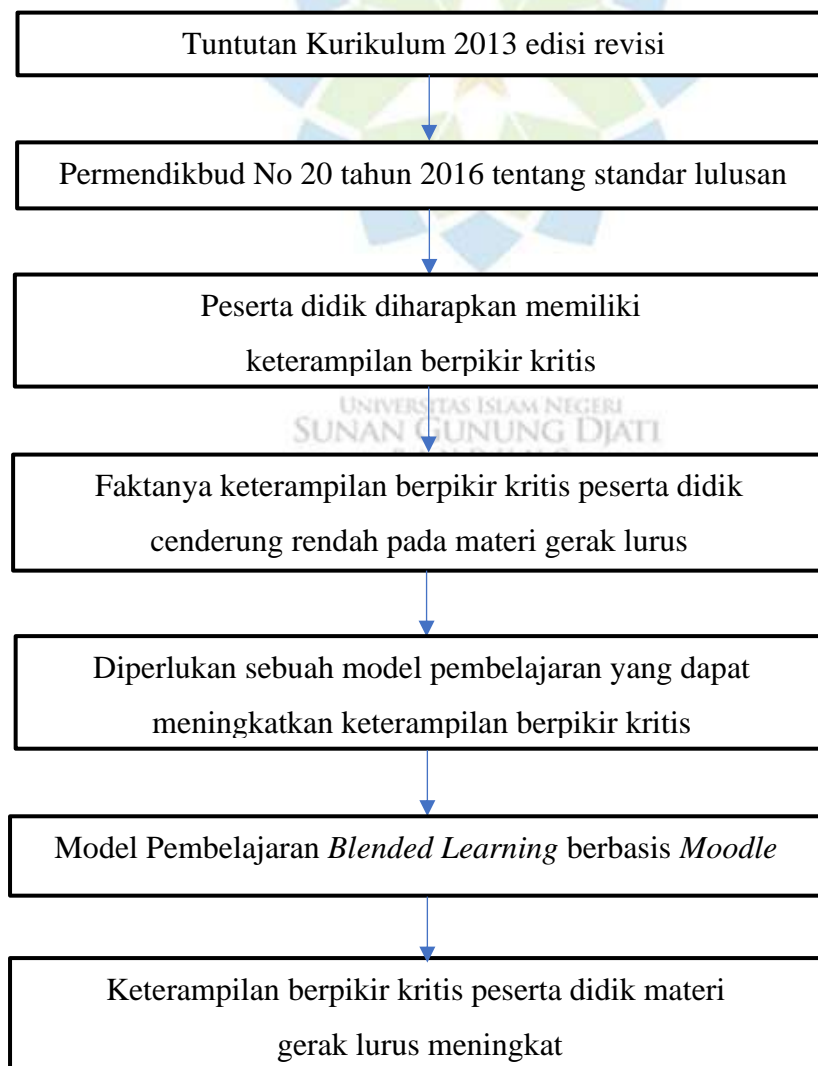 Tuntutan Kurikulum 2013 edisi revisi
Permendikbud No 20 tahun 2016 tentang standar lulusan
Peserta didik diharapkan memiliki
keterampilan berpikir kritis
UNIVERSITAS ISLAM NEGERI
SUNAN GUNUNG DJATI
Faktanya keterampilan berpikir kritis peserta didik
cenderung rendah pada materi gerak lurus
Diperlukan sebuah model pembelajaran yang dapat
meningkatkan keterampilan berpikir kritis
Model Pembelajaran Blended Learning berbasis Moodle
Keterampilan berpikir kritis peserta didik materi
gerak lurus meningkat